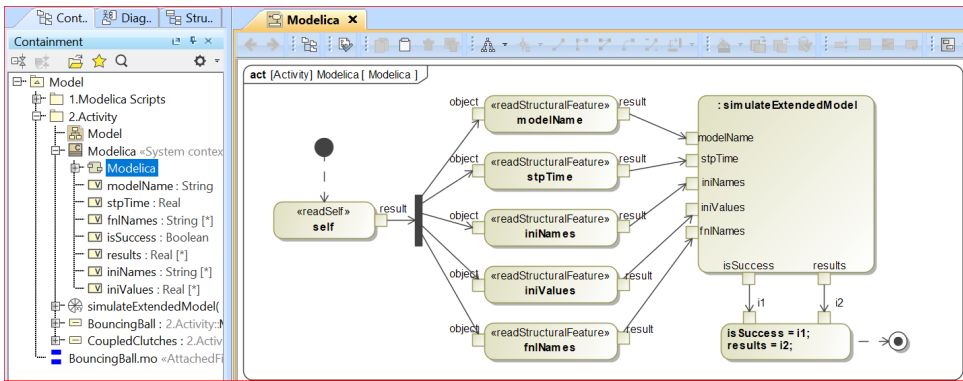 Cont..
Diag..
Stru..
Containment
Model
1.Modelica Scripts
2.Activity
Model
Modelica «System contex
Modelica
modelName : String
stpTime : Real
fnlNames : String [*]
isSuccess : Boolean
results : Real [*]
iniNames : String [*]
iniValues : Real [*]
simulateExtendedModel(
BouncingBall : 2.Activity::M
CoupledClutches : 2.Activ
BouncingBall.mo «AttachedFi
Modelica
act [Activity] Modelica [ Modelica ]
«readSelf»
self
result
object
«readStructuralFeature»
modelName
result
object
«readStructuralFeature»
stpTime
result
object
«readStructuralFeature»
iniNames
result
object
«readStructuralFeature»
iniValues
result
object
«readStructuralFeature»
fnlNames
result
: simulateExtendedModel
modelName
stpTime
iniNames
iniValues
fnlNames
isSuccess
results
i1
i2
isSuccess = i1;
results = i2;